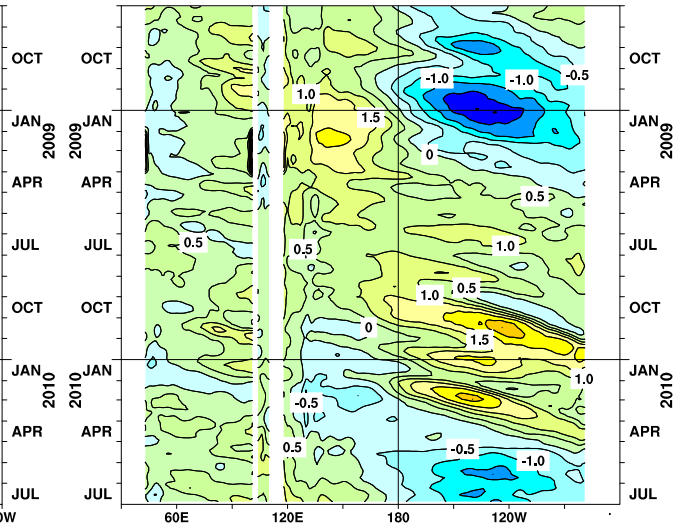 OCT OCT OCT
-1.0 -1.0 -0.5
1.0
JAN JAN 1.5 JAN
2009 2009 2009
0
APR APR APR
0.5
JUL JUL 0.5 0.5 1.0 JUL
1.0 0.5
OCT OCT OCT
0 1.5
JAN JAN JAN
1.0
2010 2010 2010
-0.5
APR APR APR
0.5 -0.5 -1.0
JUL JUL JUL
0W 60E 120E 180 120W